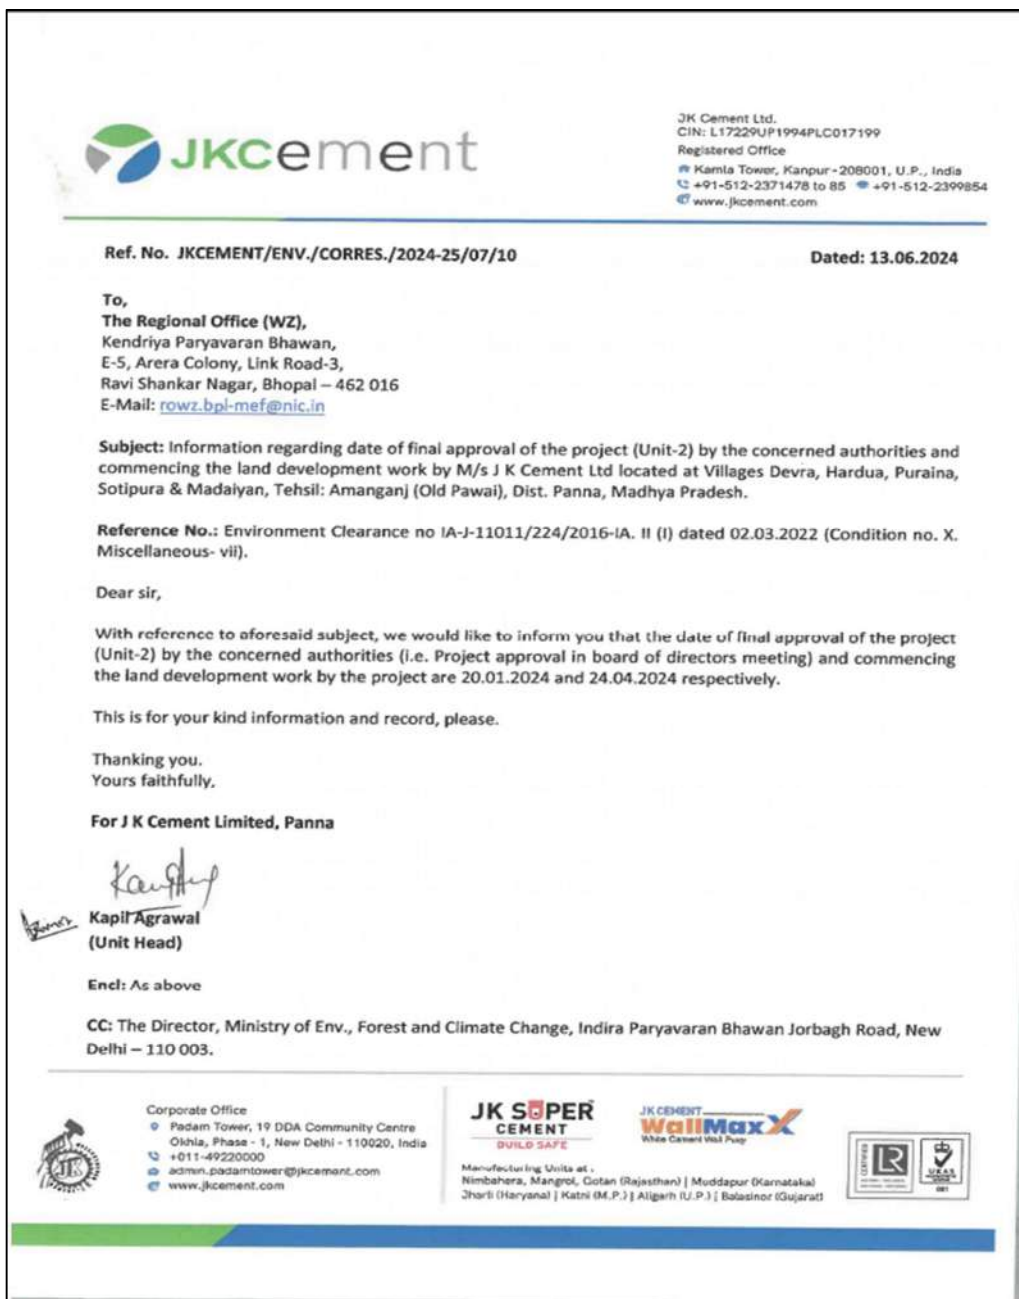 JKCement
JK Cement Ltd.
CIN: L17229UP1994PLC017199
Registered Office
Kamla Tower, Kanpur-208001, U.P., India
+91-512-2371478 to 85 +91-512-2399854
www.jkcement.com
Ref. No. JKCEMENT/ENV./CORRES./2024-25/07/10 Dated: 13.06.2024
To,
The Regional Office (WZ),
Kendriya Paryavaran Bhawan,
E-5, Arera Colony, Link Road-3,
Ravi Shankar Nagar, Bhopal – 462 016
E-Mail: rowz.bpl-mef@nic.in
Subject: Information regarding date of final approval of the project (Unit-2) by the concerned authorities and
commencing the land development work by M/s J K Cement Ltd located at Villages Devra, Hardua, Puraina,
Sotipura & Madaiyan, Tehsil: Amanganj (Old Pawai), Dist. Panna, Madhya Pradesh.
Reference No.: Environment Clearance no IA-J-11011/224/2016-IA. II (I) dated 02.03.2022 (Condition no. X.
Miscellaneous- vii).
Dear sir,
With reference to aforesaid subject, we would like to inform you that the date of final approval of the project
(Unit-2) by the concerned authorities (i.e. Project approval in board of directors meeting) and commencing
the land development work by the project are 20.01.2024 and 24.04.2024 respectively.
This is for your kind information and record, please.
Thanking you.
Yours faithfully,
For J K Cement Limited, Panna
Kapil Agrawal
(Unit Head)
Encl: As above
CC: The Director, Ministry of Env., Forest and Climate Change, Indira Paryavaran Bhawan Jorbagh Road, New
Delhi – 110 003.
Corporate Office
Padam Tower, 19 DDA Community Centre
Okhla, Phase - 1, New Delhi - 110020, India
+011-49220000
admin.padamtower@jkcement.com
www.jkcement.com
JK SUPER
CEMENT
BUILD SAFE
JK CEMENT
WallMaxX
White Cement Wall Putty
Manufacturing Units at :
Nimbahera, Mangrol, Gotan (Rajasthan) | Muddapur (Karnataka)
Jharli (Haryana) | Katni (M.P.) | Aligarh (U.P.) | Balasinor (Gujarat)
JK
CERTIFIED
LR
UKAS
001